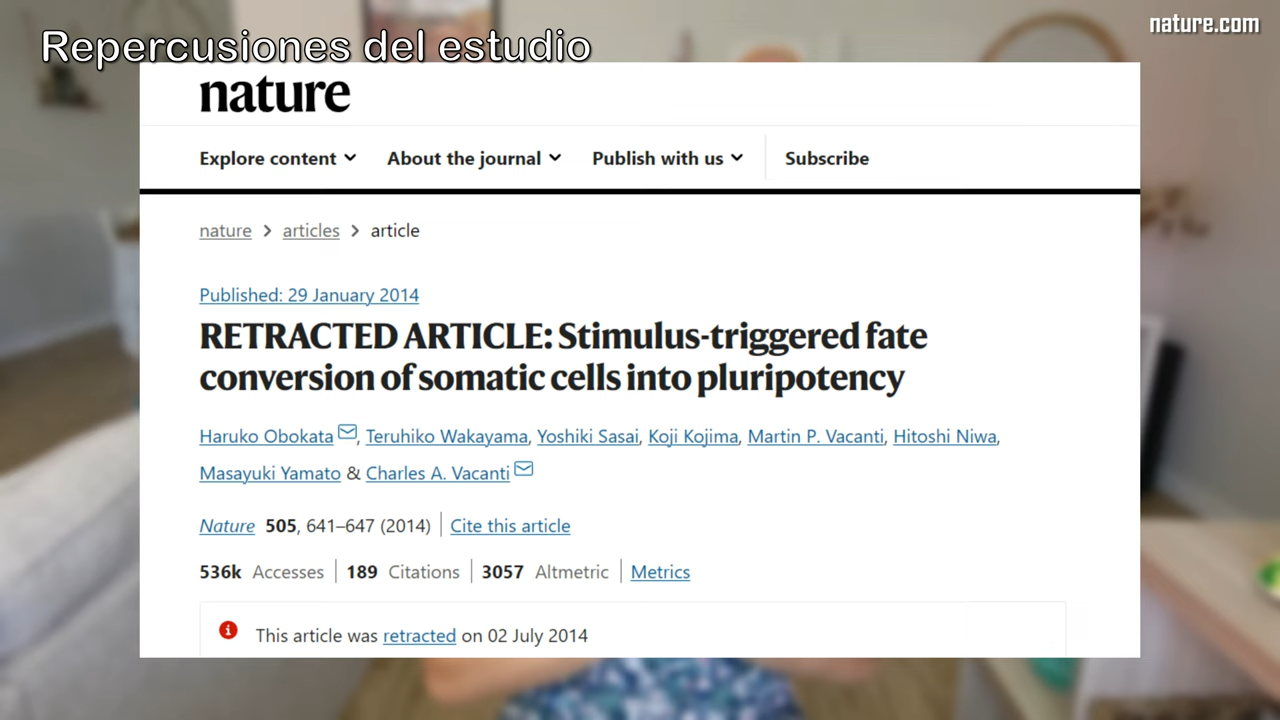 Repercusiones del estudio
nature.com
nature
Explore content
About the journal
Publish with us
Subscribe
nature > articles > article
Published: 29 January 2014
RETRACTED ARTICLE: Stimulus-triggered fate
conversion of somatic cells into pluripotency
Haruko Obokata, Teruhiko Wakayama, Yoshiki Sasai, Koji Kojima, Martin P. Vacanti, Hitoshi Niwa,
Masayuki Yamato & Charles A. Vacanti
Nature 505, 641–647 (2014) | Cite this article
536k Accesses | 189 Citations | 3057 Altmetric | Metrics
This article was retracted on 02 July 2014